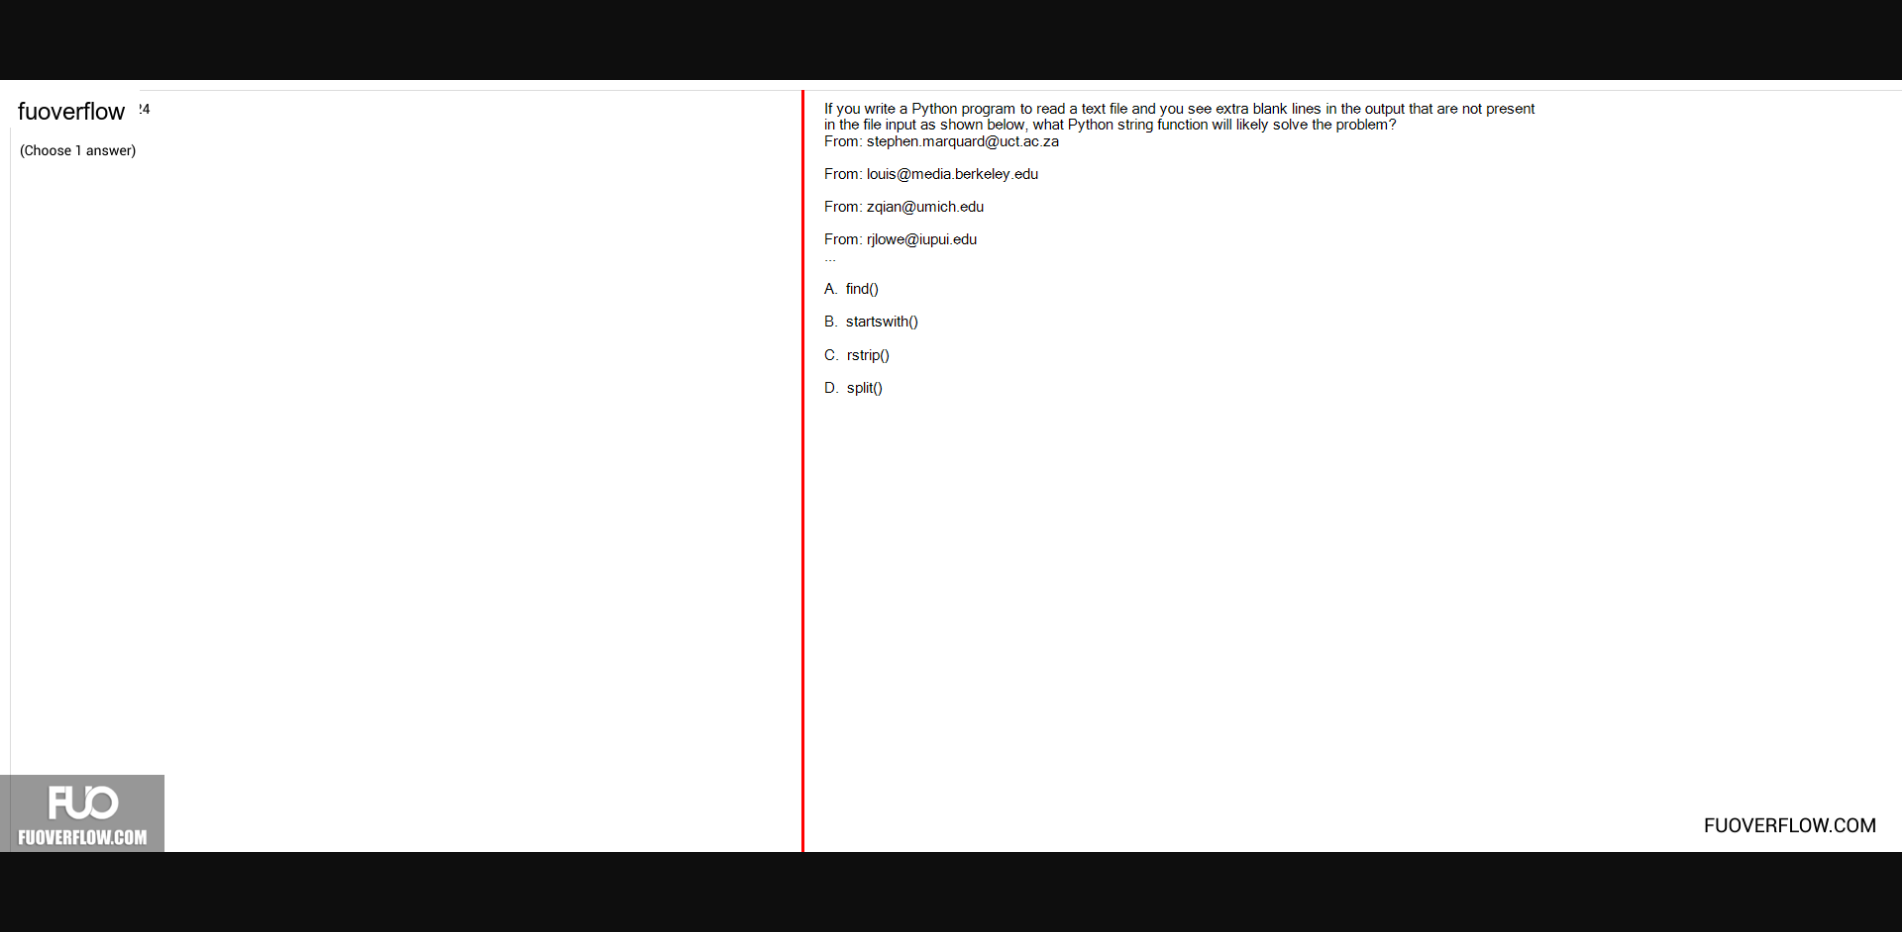 fuoverflow
24
(Choose 1 answer)
If you write a Python program to read a text file and you see extra blank lines in the output that are not present
in the file input as shown below, what Python string function will likely solve the problem?
From: stephen.marquard@uct.ac.za
From: louis@media.berkeley.edu
From: zqian@umich.edu
From: rjlowe@iupui.edu
...
A. find()
B. startswith()
C. rstrip()
D. split()
FUO
FUOVERFLOW.COM
FUOVERFLOW.COM